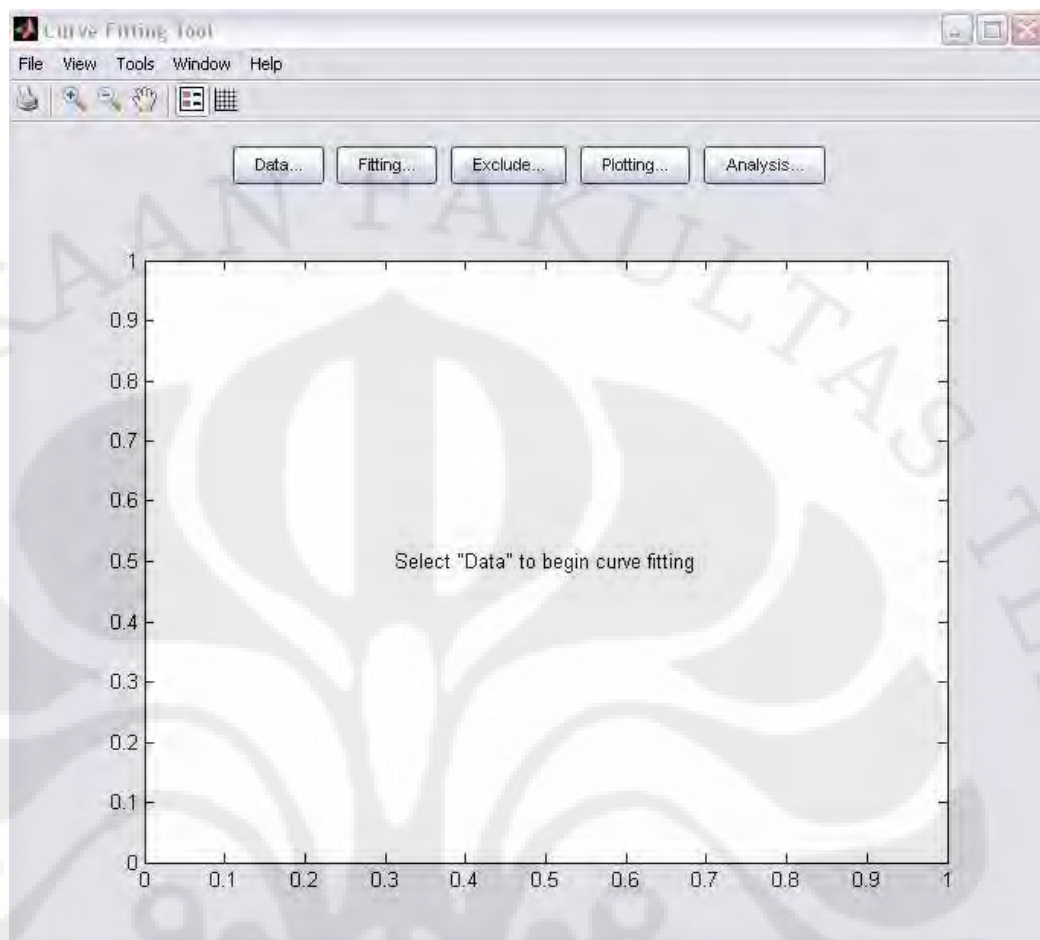 Curve Fitting Tool
File View Tools Window Help
Data... Fitting... Exclude... Plotting... Analysis...
AAN FAKULTAS TE
1
0.9
0.8
0.7
0.6
0.5
0.4
0.3
0.2
0.1
0
Select "Data" to begin curve fitting
0 0.1 0.2 0.3 0.4 0.5 0.6 0.7 0.8 0.9 1